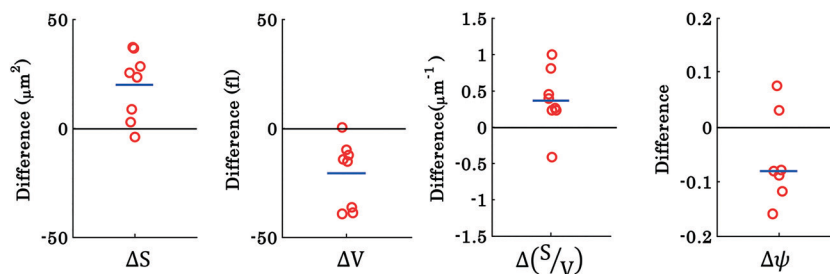 Difference (μm²)
50
0
-50
ΔS
Difference (fl)
50
0
-50
ΔV
Difference(μm⁻¹)
1.5
1
0.5
0
-0.5
-1
-1.5
Δ(S/V)
Difference
0.2
0.1
0
-0.1
-0.2
Δψ